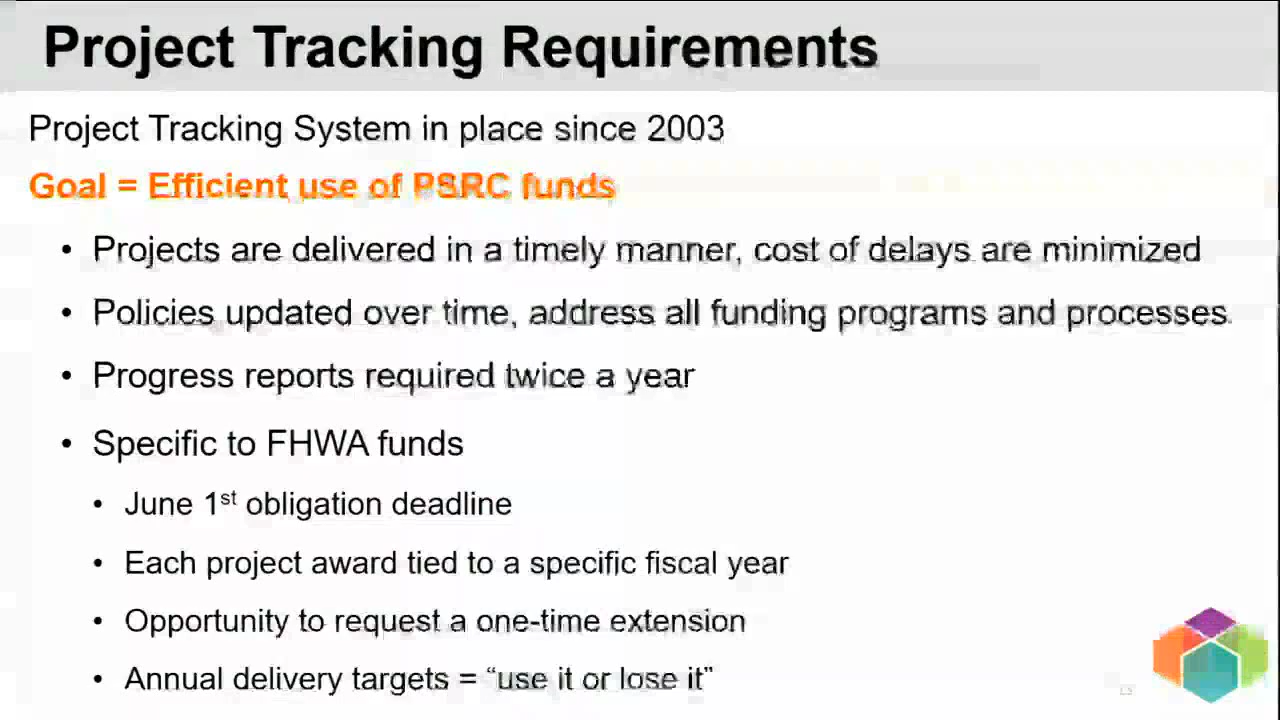 Project Tracking Requirements
Project Tracking System in place since 2003
Goal = Efficient use of PSRC funds
• Projects are delivered in a timely manner, cost of delays are minimized
• Policies updated over time, address all funding programs and processes.
• Progress reports required twice a year
• Specific to FHWA funds
• June 1st obligation deadline
• Each project award tied to a specific fiscal year
• Opportunity to request a one-time extension
• Annual delivery targets = “use it or lose it”